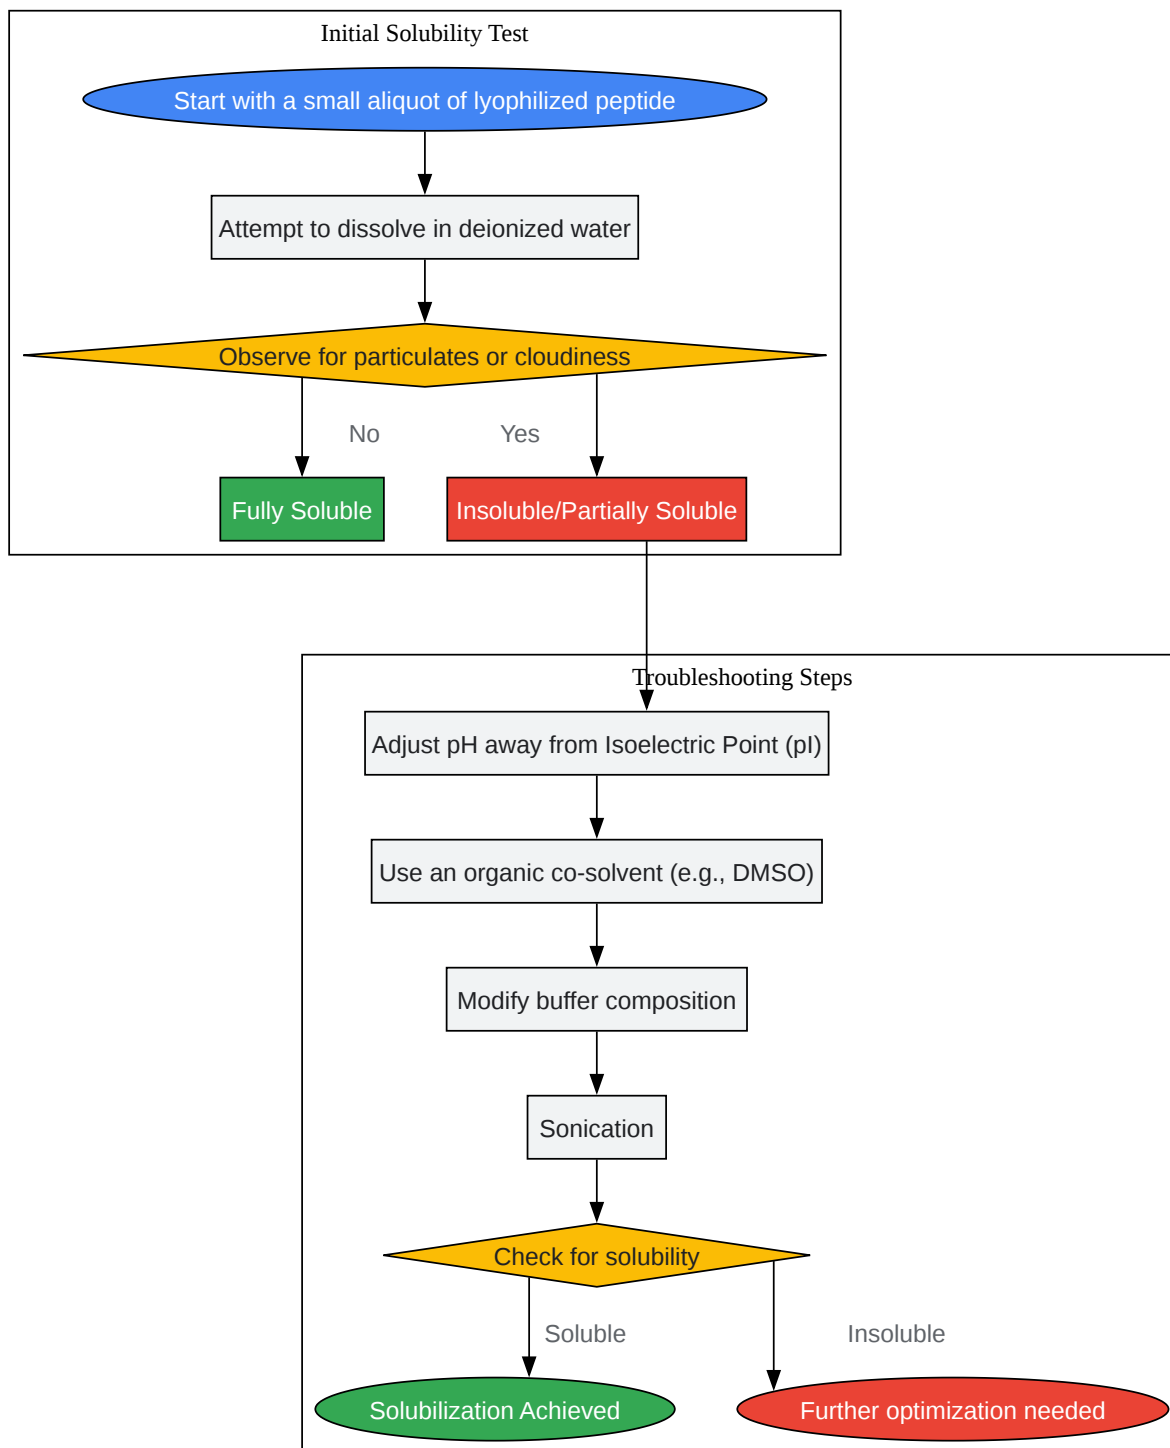 Initial Solubility Test
Start with a small aliquot of lyophilized peptide
Attempt to dissolve in deionized water
Observe for particulates or cloudiness
No
Yes
Fully Soluble
Insoluble/Partially Soluble
Troubleshooting Steps
Adjust pH away from Isoelectric Point (pI)
Use an organic co-solvent (e.g., DMSO)
Modify buffer composition
Sonication
Check for solubility
Soluble
Insoluble
Solubilization Achieved
Further optimization needed